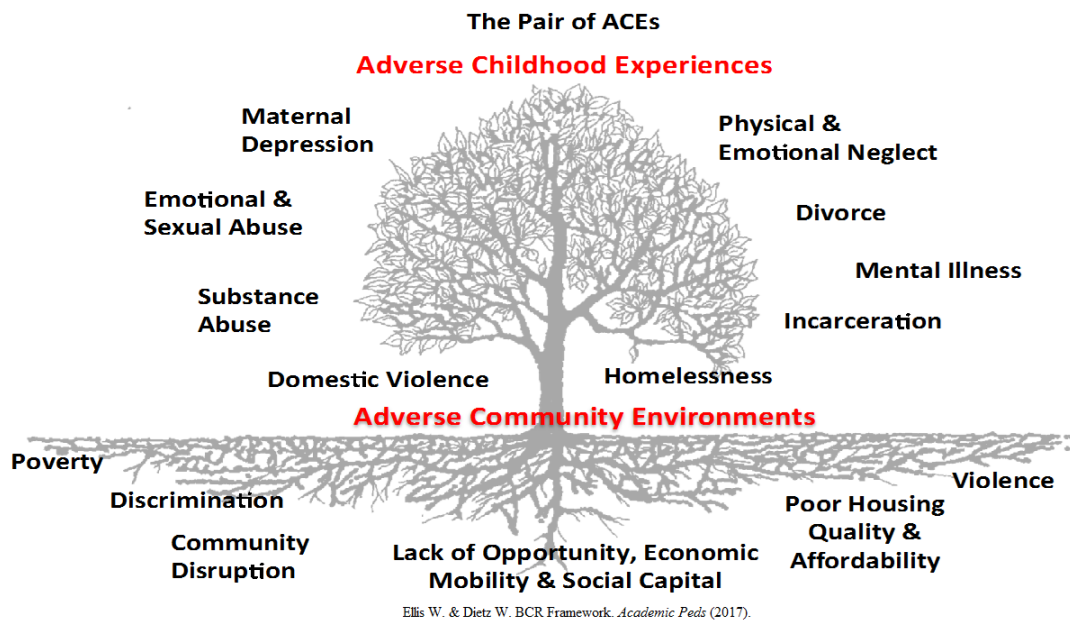 The Pair of ACEs
Adverse Childhood Experiences
Maternal
Depression
Physical &
Emotional Neglect
Emotional &
Sexual Abuse
Divorce
Mental Illness
Substance
Abuse
Incarceration
Domestic Violence
Homelessness
Adverse Community Environments
Poverty
Discrimination
Violence
Community
Disruption
Lack of Opportunity, Economic
Mobility & Social Capital
Poor Housing
Quality &
Affordability
Ellis W. & Dietz W. BCR Framework. Academic Peds (2017).